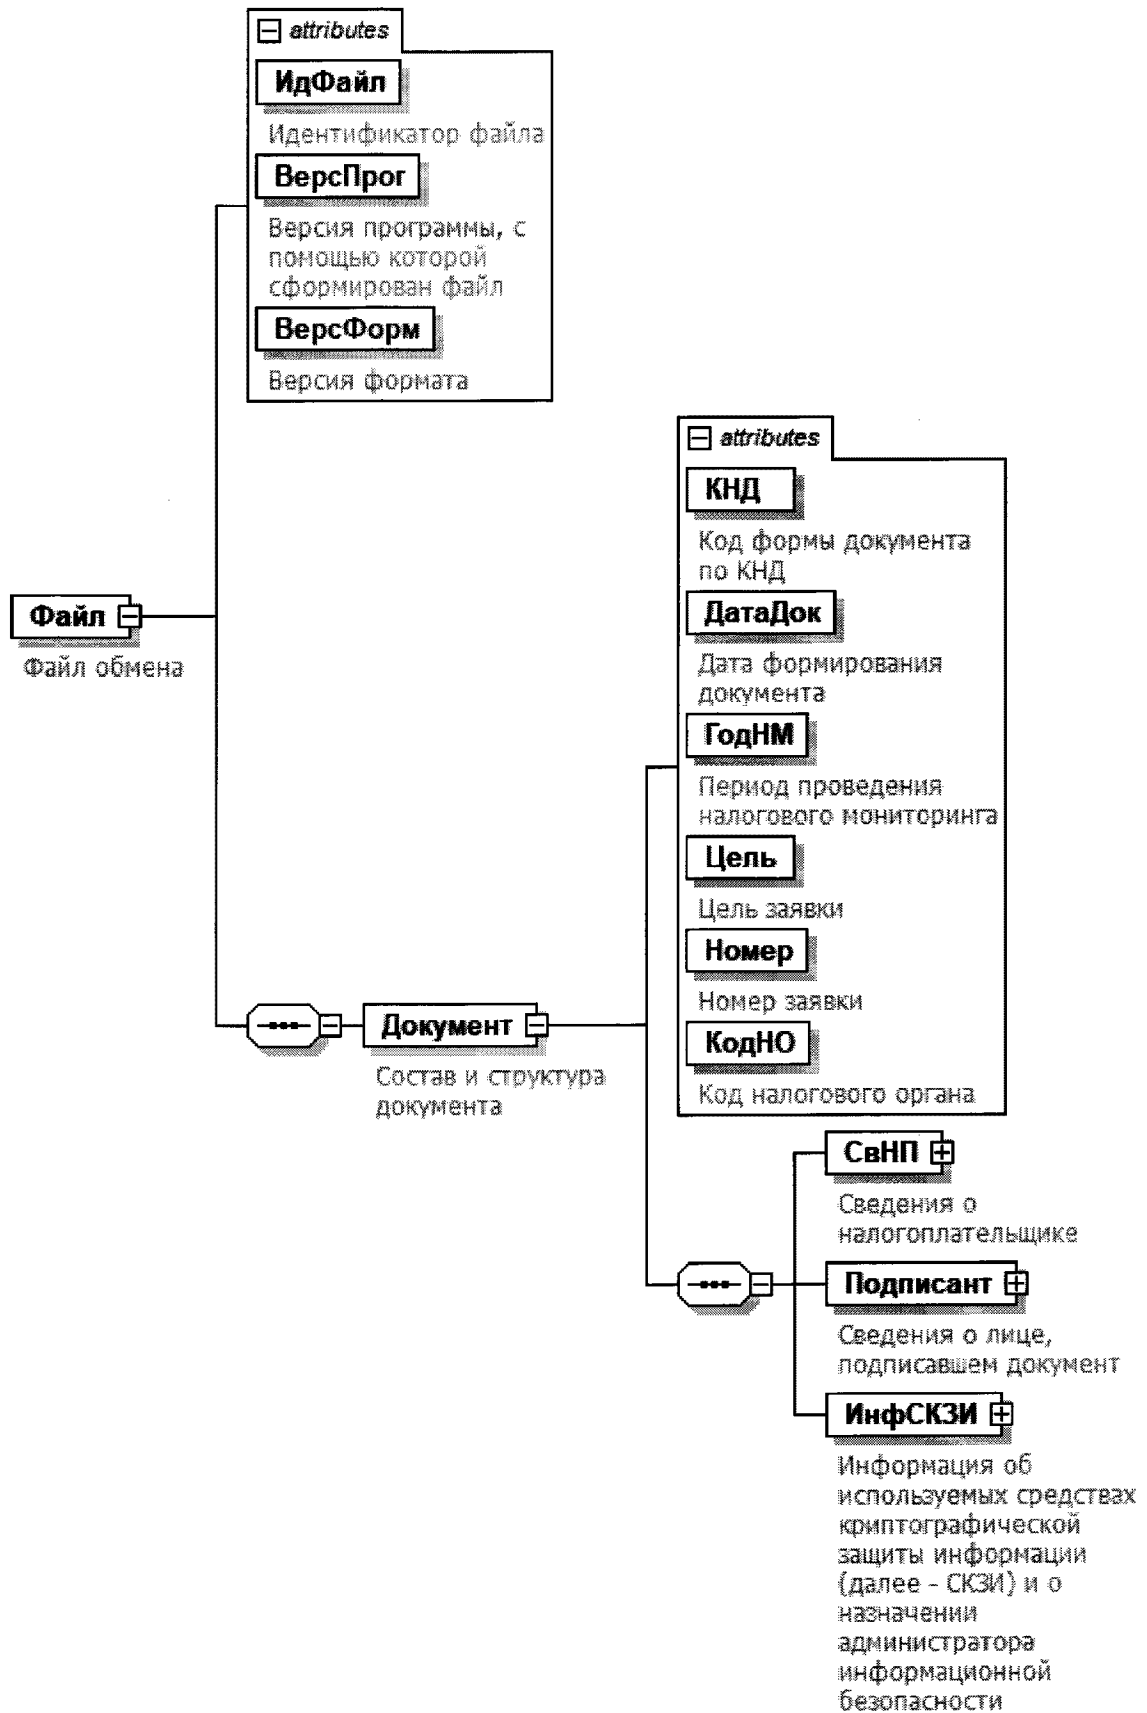 attributes
ИдФайл
Идентификатор файла
ВерсПрог
Версия программы, с
помощью которой
сформирован файл
ВерсФорм
Версия формата
Файл
Файл обмена
Документ
Состав и структура
документа
attributes
КНД
Код формы документа
по КНД
ДатаДок
Дата формирования
документа
ГодНМ
Период проведения
налогового мониторинга
Цель
Цель заявки
Номер
Номер заявки
КодНО
Код налогового органа
СвНП
Сведения о
налогоплательщике
Подписант
Сведения о лице,
подписавшем документ
ИнфСКЗИ
Информация об
используемых средствах
криптографической
защиты информации
(далее - СКЗИ) и о
назначении
администратора
информационной
безопасности